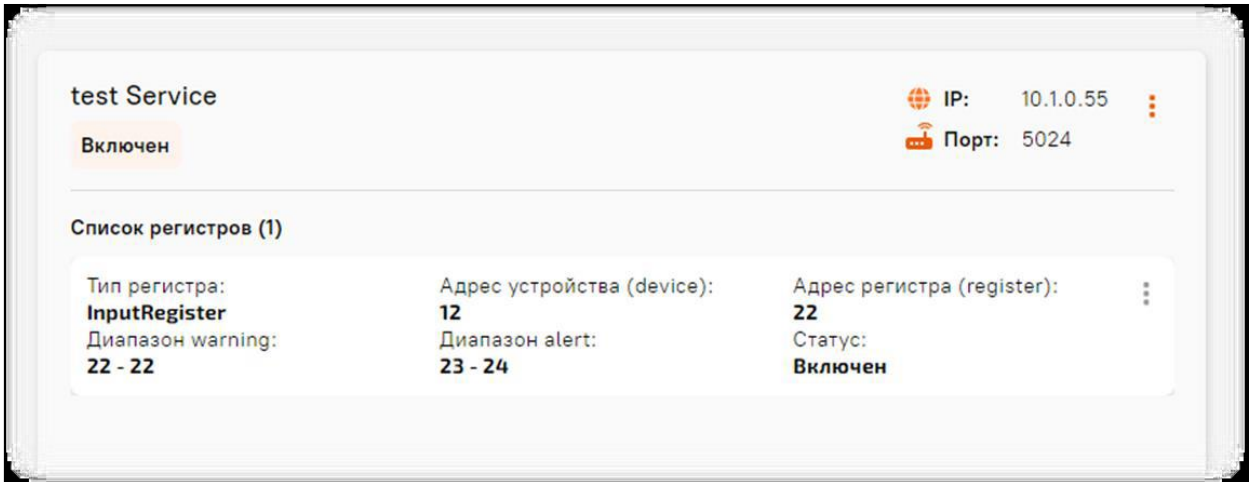 test Service
IP: 10.1.0.55
Включен
Порт: 5024
Список регистров (1)
Тип регистра: Адрес устройства (device): Адрес регистра (register):
InputRegister 12 22
Диапазон warning: Диапазон alert: Статус:
22 - 22 23 - 24 Включен